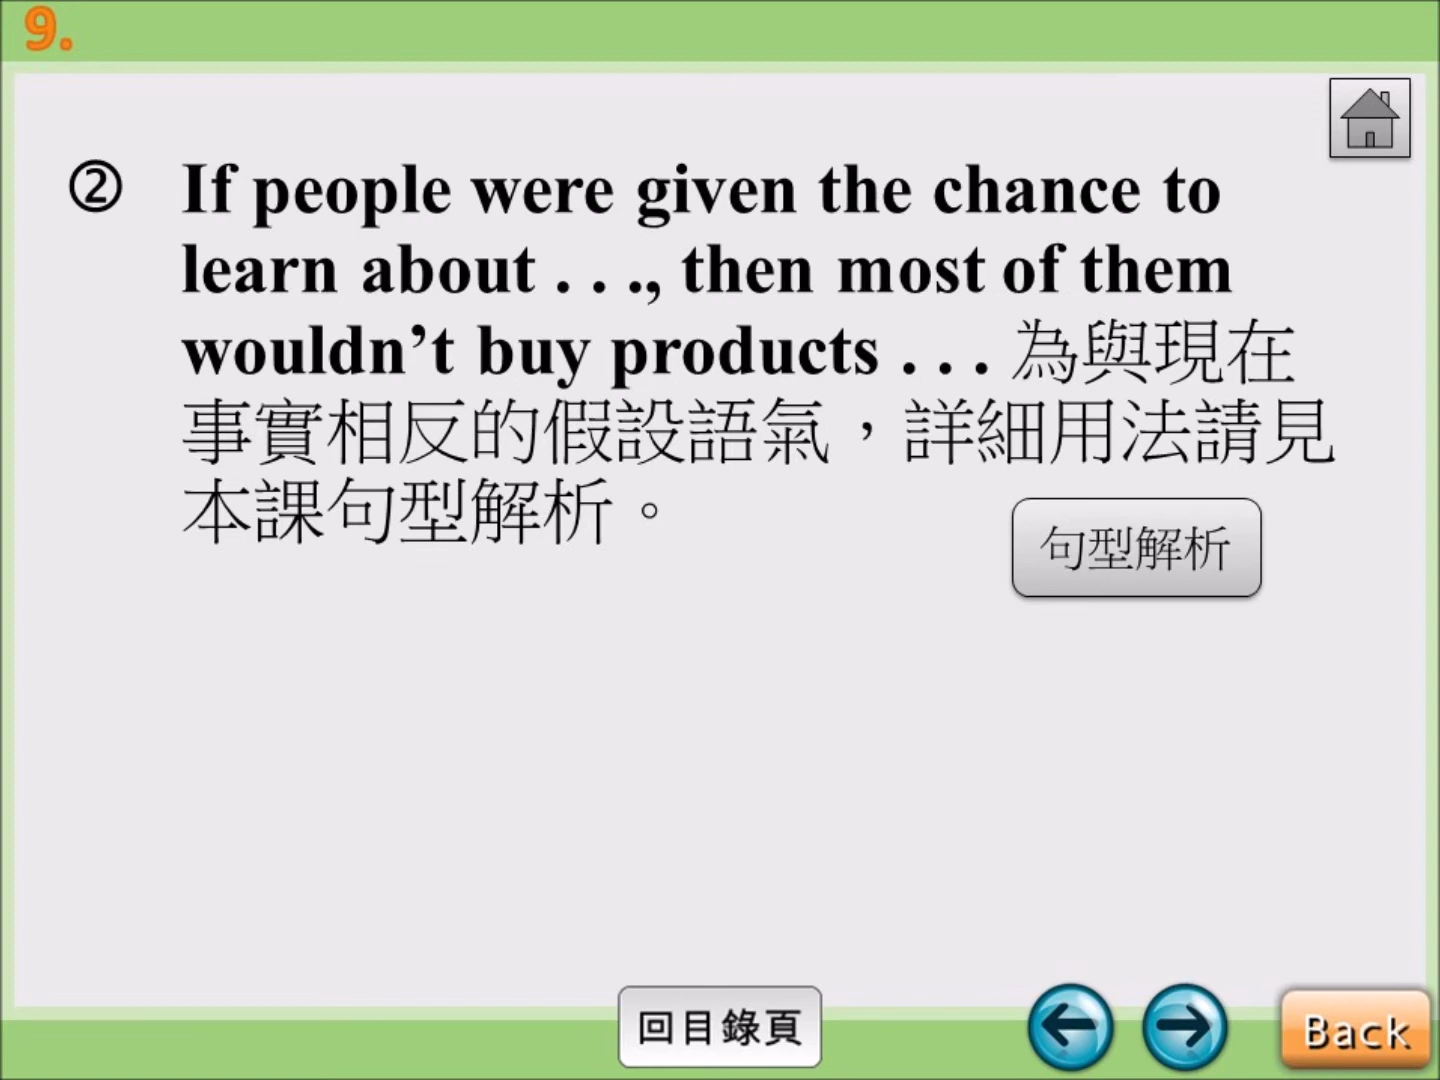 9.
② If people were given the chance to
learn about . . ., then most of them
wouldn’t buy products . . . 為與現在
事實相反的假設語氣，詳細用法請見
本課句型解析。
句型解析
回目錄頁
Back